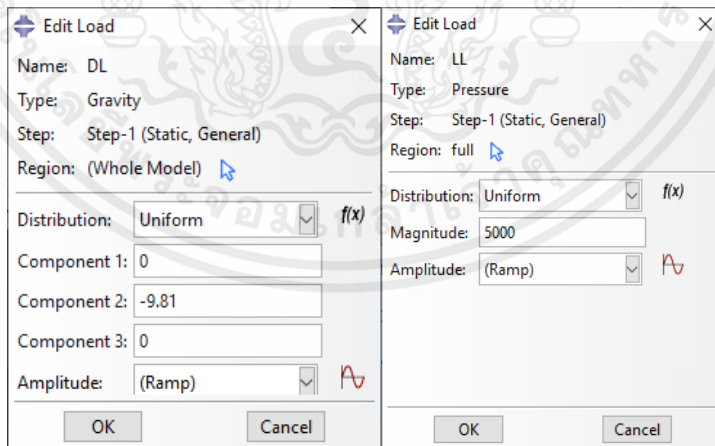 Edit Load
Name: DL
Type: Gravity
Step: Step-1 (Static, General)
Region: (Whole Model)
Distribution: Uniform f(x)
Component 1: 0
Component 2: -9.81
Component 3: 0
Amplitude: (Ramp)
OK Cancel
Edit Load
Name: LL
Type: Pressure
Step: Step-1 (Static, General)
Region: full
Distribution: Uniform f(x)
Magnitude: 5000
Amplitude: (Ramp)
OK Cancel